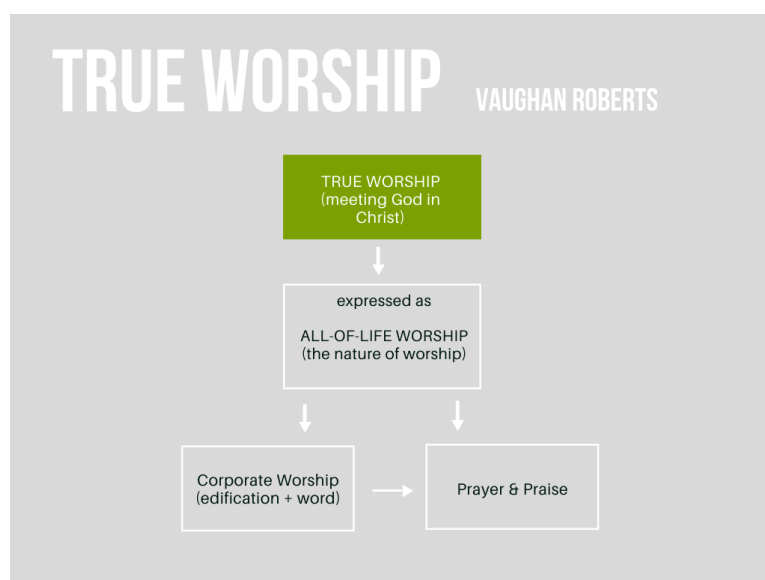 TRUE WORSHIP
VAUGHAN ROBERTS
TRUE WORSHIP
(meeting God in
Christ)
expressed as
ALL-OF-LIFE WORSHIP
(the nature of worship)
Corporate Worship
(edification + word)
Prayer & Praise